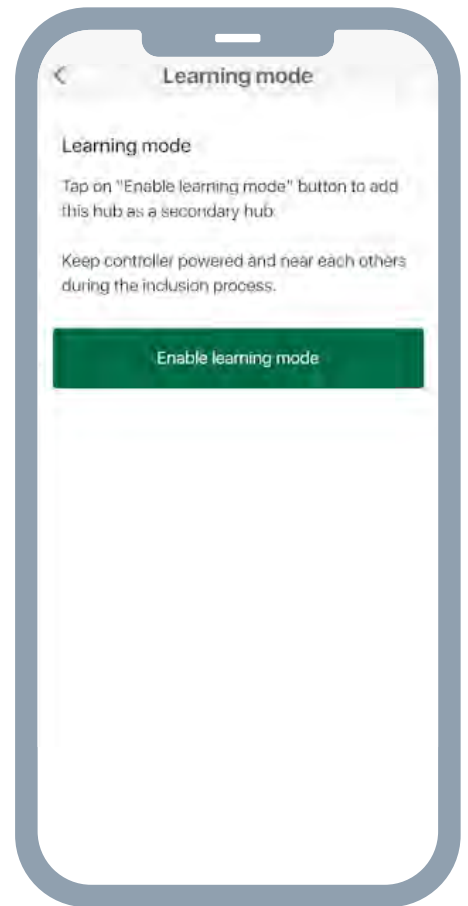 Learning mode
Learning mode
Tap on "Enable learning mode" button to add
this hub as a secondary hub
Keep controller powered and near each others
during the inclusion process.
Enable learning mode